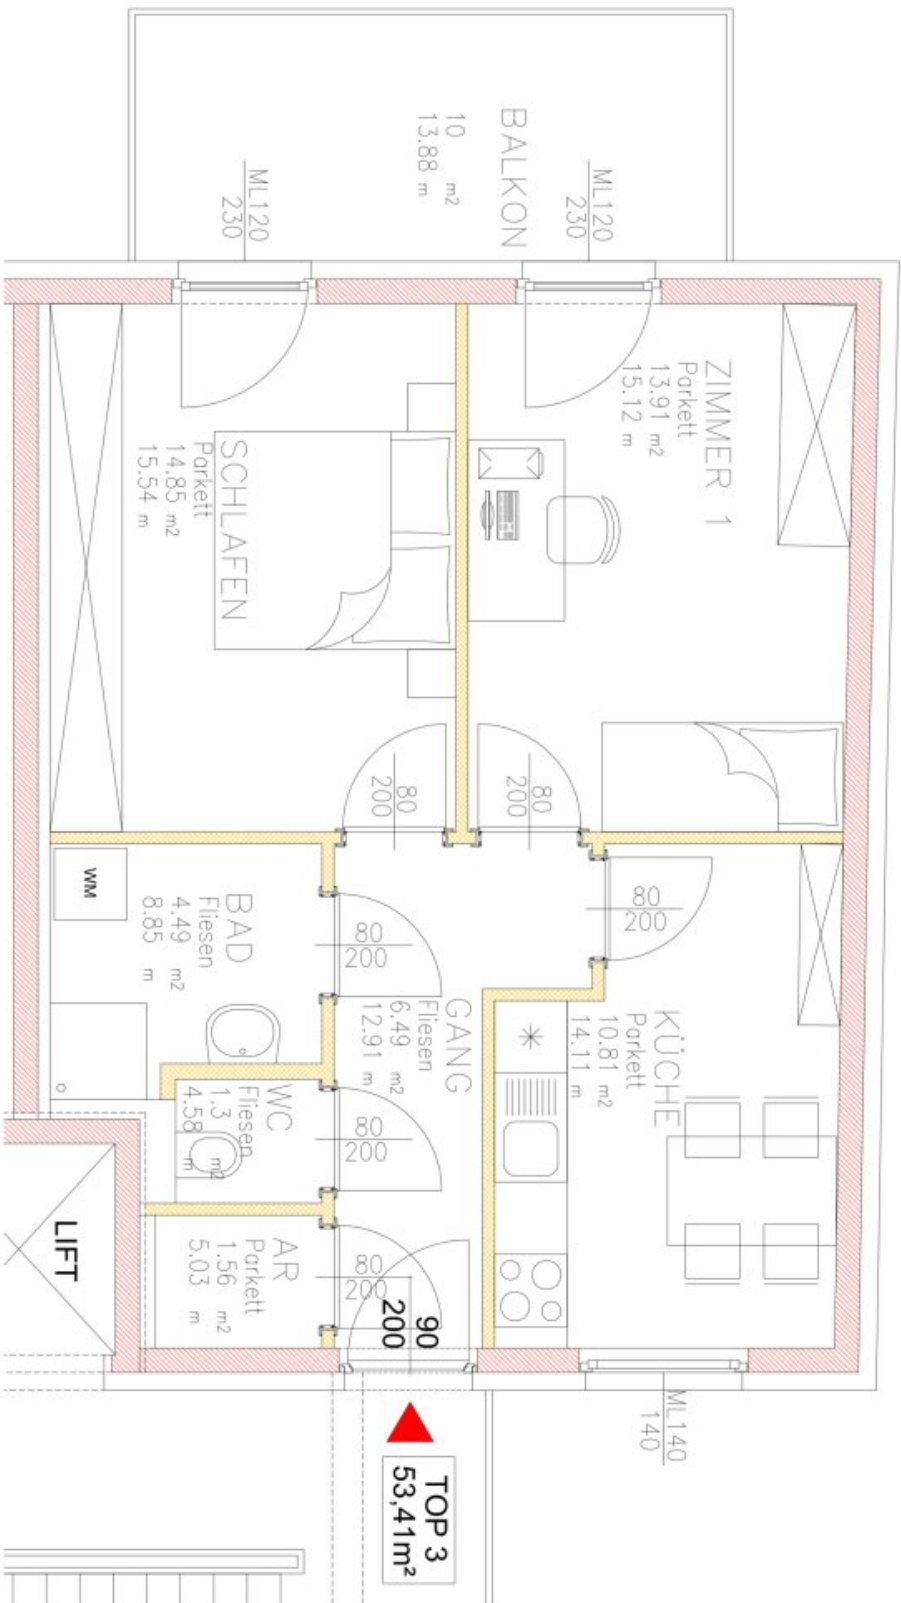 BALKON
10 m2
13.88 m
ML120
230
ML120
230
ZIMMER 1
Parkett
13.91 m2
15.12 m
SCHLAFEN
Parkett
14.85 m2
15.54 m
80
200
80
200
80
200
WM
BAD
Fliesen
4.49 m2
8.85 m
80
200
GANG
Fliesen
6.49 m2
12.91 m
KÜCHE
Parkett
10.81 m2
14.11 m
WC
Fliesen
1.3 m2
4.58 m
80
200
AR
Parkett
1.56 m2
5.03 m
80
200
90
200
LIFT
ML140
140
TOP 3
53,41m²